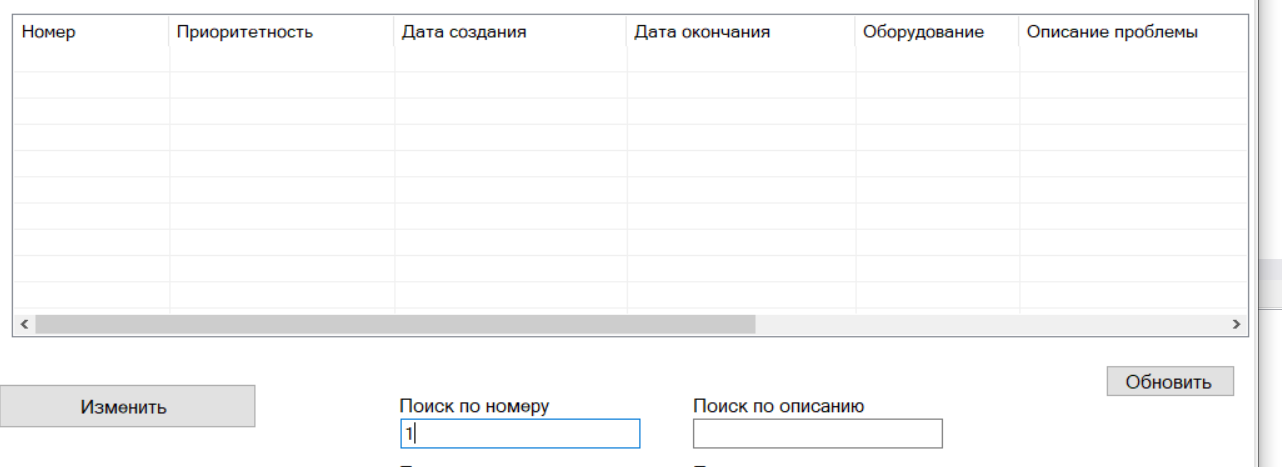 Номер Приоритетность Дата создания Дата окончания Оборудование Описание проблемы
Обновить
Изменить
Поиск по номеру Поиск по описанию
1